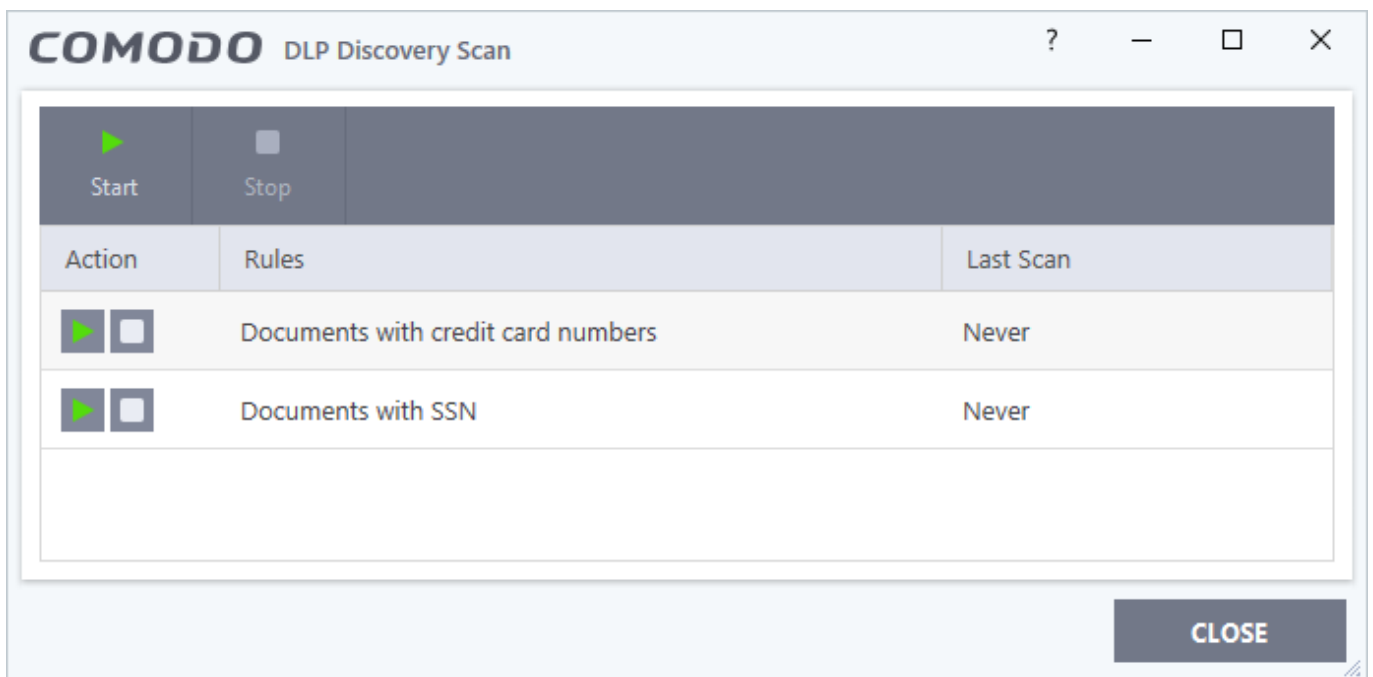 COMODO DLP Discovery Scan ?
Start Stop
Action Rules Last Scan
Documents with credit card numbers Never
Documents with SSN Never
CLOSE